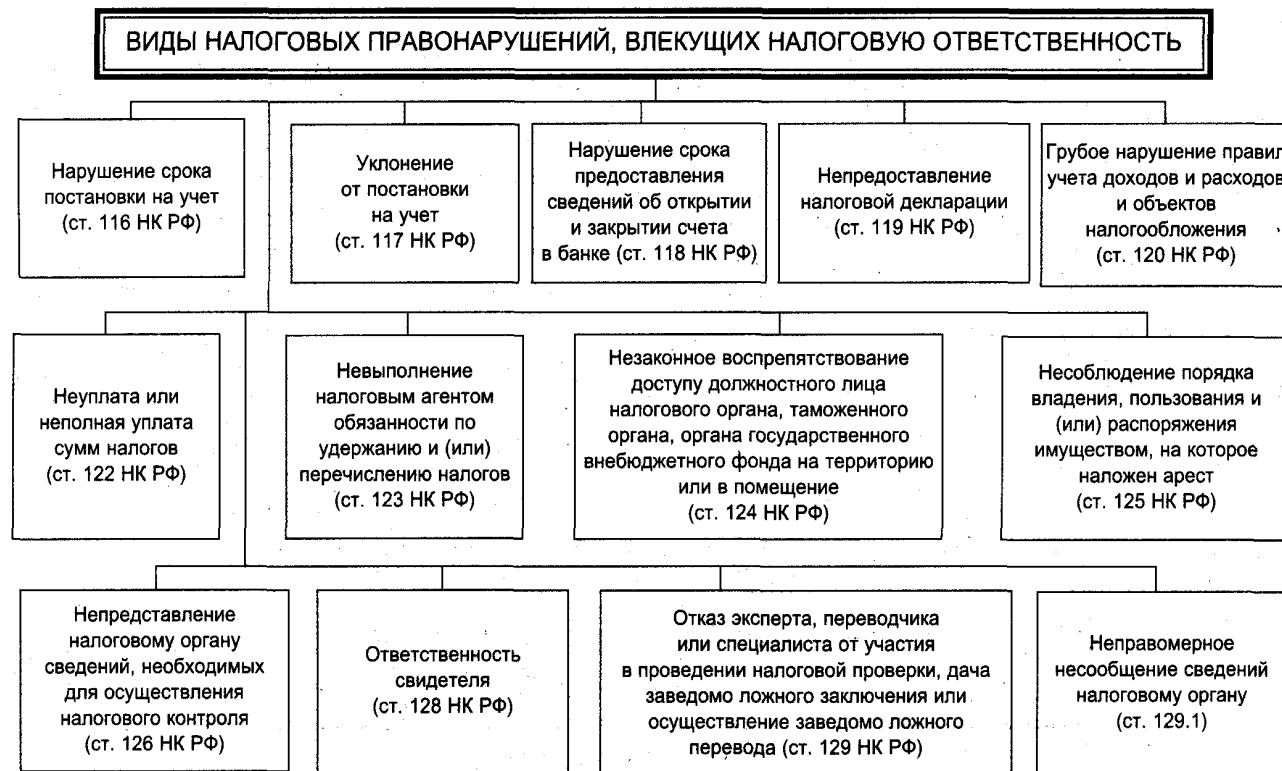 ВИДЫ НАЛОГОВЫХ ПРАВОНАРУШЕНИЙ, ВЛЕКУЩИХ НАЛОГОВУЮ ОТВЕТСТВЕННОСТЬ
Нарушение срока
постановки на учет
(ст. 116 НК РФ)
Уклонение
от постановки
на учет
(ст. 117 НК РФ)
Нарушение срока
предоставления
сведений об открытии
и закрытии счета
в банке (ст. 118 НК РФ)
Непредоставление
налоговой декларации
(ст. 119 НК РФ)
Грубое нарушение правил
учета доходов и расходов
и объектов
налогообложения
(ст. 120 НК РФ)
Неуплата или
неполная уплата
сумм налогов
(ст. 122 НК РФ)
Невыполнение
налоговым агентом
обязанности по
удержанию и (или)
перечислению налогов
(ст. 123 НК РФ)
Незаконное воспрепятствование
доступу должностного лица
налогового органа, таможенного
органа, органа государственного
внебюджетного фонда на территорию
или в помещение
(ст. 124 НК РФ)
Несоблюдение порядка
владения, пользования и
(или) распоряжения
имуществом, на которое
наложен арест
(ст. 125 НК РФ)
Непредставление
налоговому органу
сведений, необходимых
для осуществления
налогового контроля
(ст. 126 НК РФ)
Ответственность
свидетеля
(ст. 128 НК РФ)
Отказ эксперта, переводчика
или специалиста от участия
в проведении налоговой проверки, дача
заведомо ложного заключения или
осуществление заведомо ложного
перевода (ст. 129 НК РФ)
Неправомерное
несообщение сведений
налоговому органу
(ст. 129.1)